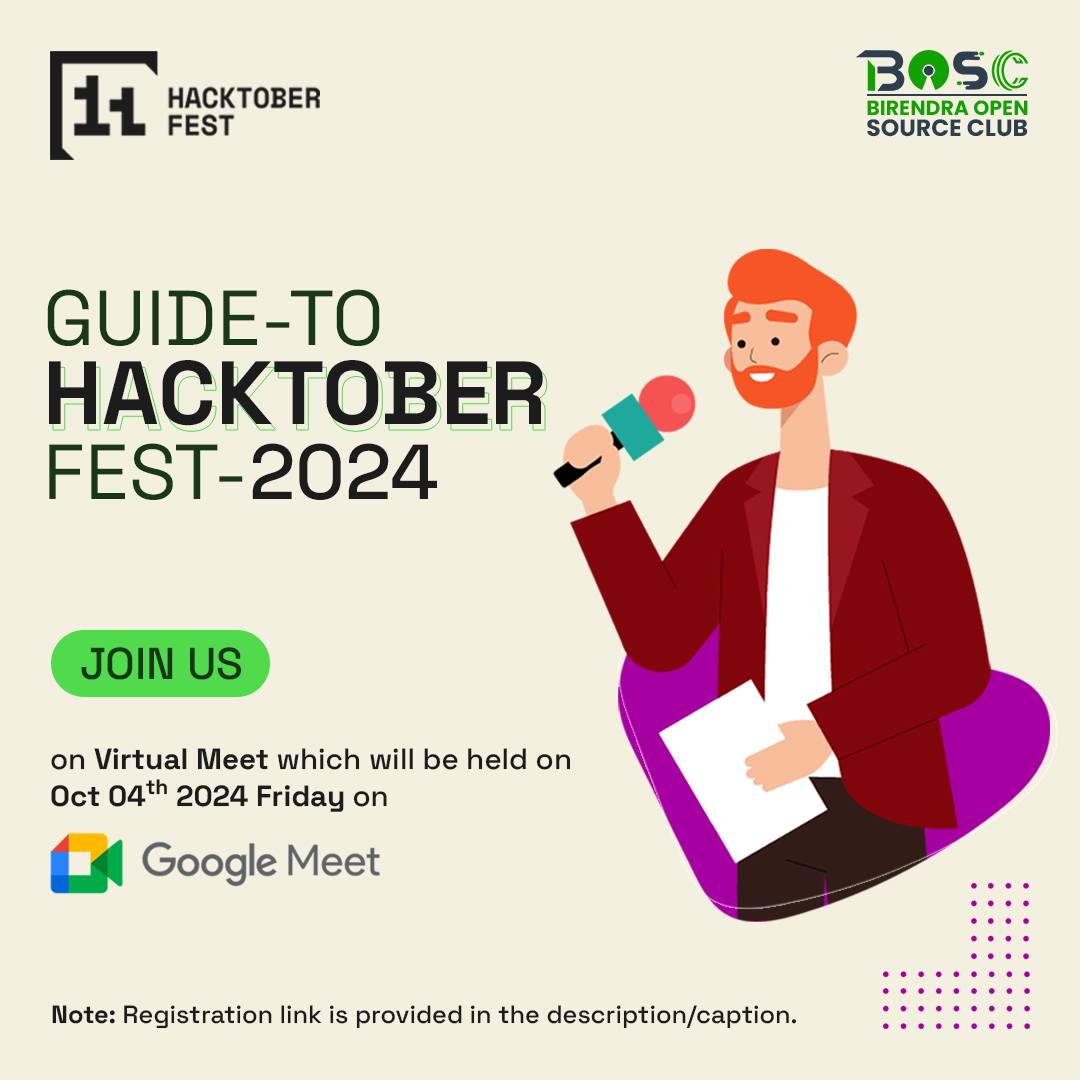 11
HACKTOBER
FEST
BOSC
BIRENDRA OPEN
SOURCE CLUB
GUIDE-TO
HACKTOBER
FEST-2024
JOIN US
on Virtual Meet which will be held on
Oct 04th 2024 Friday on
Google Meet
Note: Registration link is provided in the description/caption.